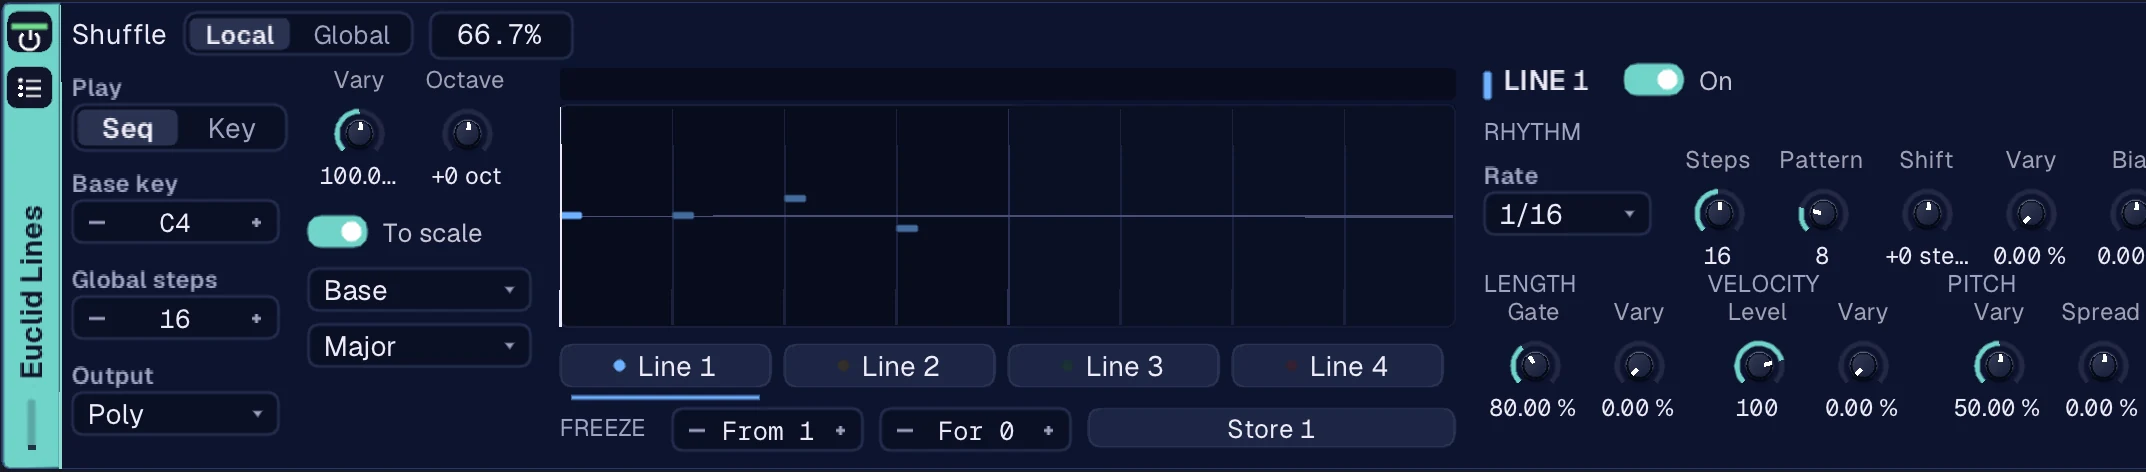 Euclid Lines
Shuffle Local Global 66.7%
Play
Seq Key
Base key
C4
Global steps
16
Output
Poly
Vary Octave
100.0... +0 oct
To scale
Base
Major
Line 1 Line 2 Line 3 Line 4
FREEZE From 1 For 0 Store 1
LINE 1 On
RHYTHM
Rate
1/16
Steps Pattern Shift Vary Bia
16 8 +0 ste... 0.00 % 0.00
LENGTH VELOCITY PITCH
Gate Vary Level Vary Vary Spread
80.00 % 0.00 % 100 0.00 % 50.00 % 0.00 %